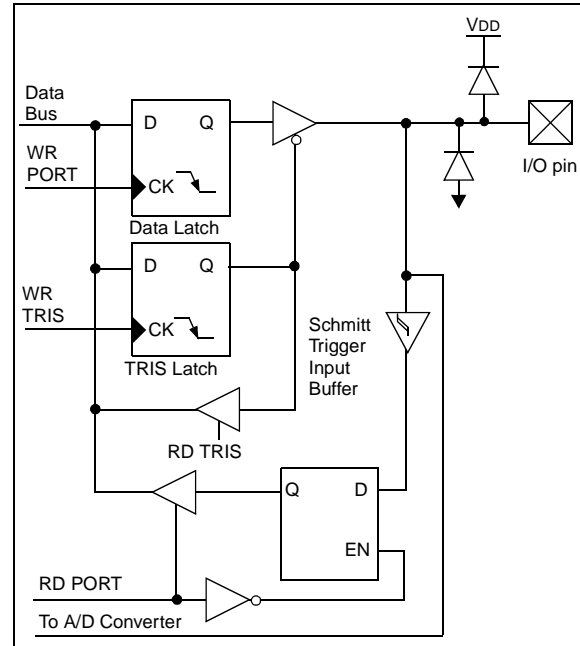 VDD
Data
Bus
D Q
WR
PORT
CK
I/O pin
Data Latch
D Q
WR
TRIS
CK
TRIS Latch
Schmitt
Trigger
Input
Buffer
RD TRIS
Q D
EN
RD PORT
To A/D Converter